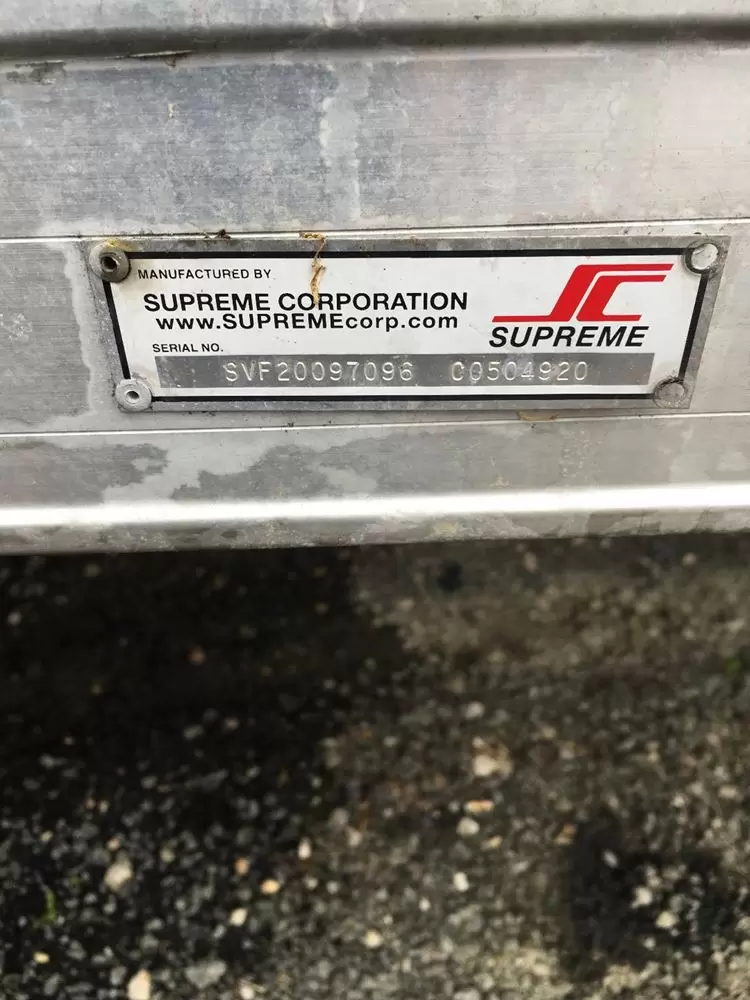 MANUFACTURED BY
SUPREME CORPORATION
www.SUPREMEcorp.com
SERIAL NO.
SC
SUPREME
SVF20097096 C0504920